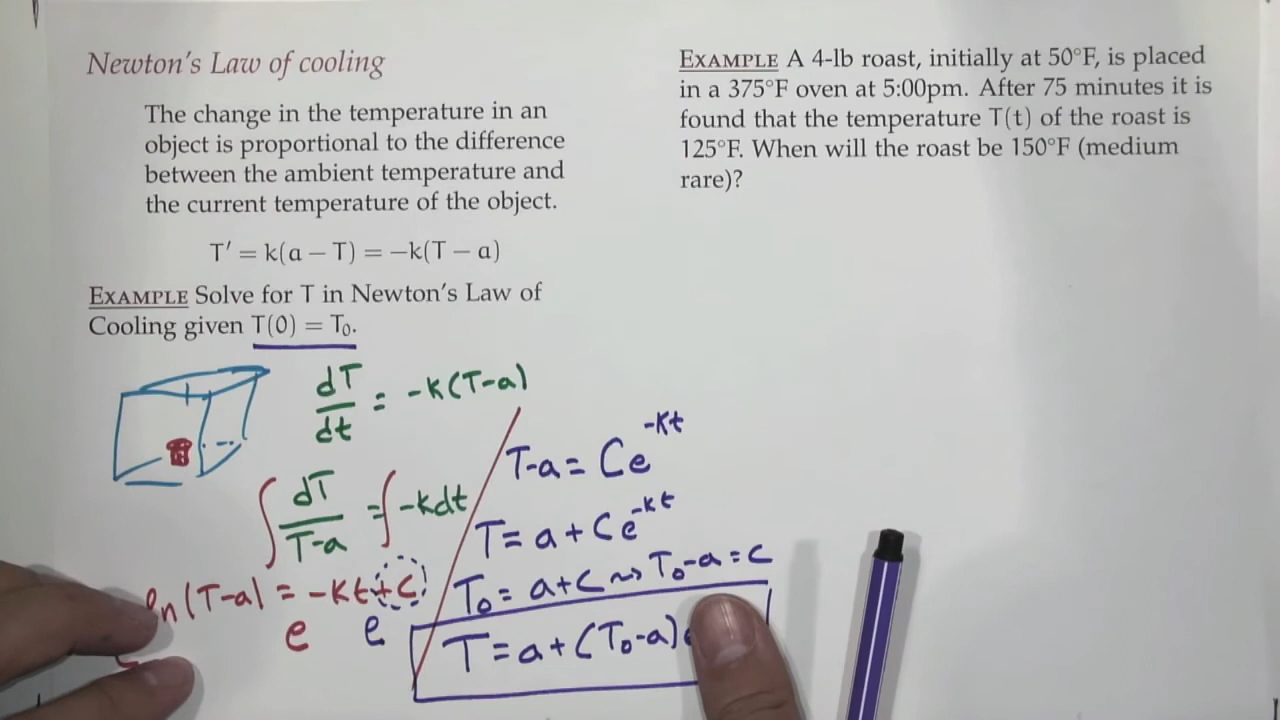 Newton's Law of cooling
The change in the temperature in an
object is proportional to the difference
between the ambient temperature and
the current temperature of the object.
T′ = k(a − T) = −k(T − a)
EXAMPLE Solve for T in Newton's Law of
Cooling given T(0) = T₀.
dT/dt = -k(T-a)
∫ dT/(T-a) = ∫ -kdt
ln(T-a) = -kt+C
e e
T-a = Ce^-kt
T = a + Ce^-kt
T₀ = a+C ⇝ T₀-a = C
T = a+(T₀-a)
EXAMPLE A 4-lb roast, initially at 50°F, is placed
in a 375°F oven at 5:00pm. After 75 minutes it is
found that the temperature T(t) of the roast is
125°F. When will the roast be 150°F (medium
rare)?